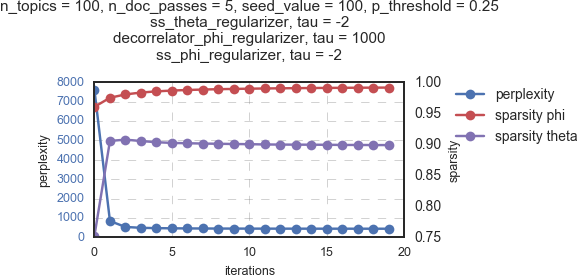 n_topics = 100, n_doc_passes = 5, seed_value = 100, p_threshold = 0.25
ss_theta_regularizer, tau = -2
decorrelator_phi_regularizer, tau = 1000
ss_phi_regularizer, tau = -2
8000
7000
6000
5000
4000
3000
2000
1000
0
perplexity
0
5
10
15
20
iterations
1.00
0.95
0.90
0.85
0.80
0.75
sparsity
perplexity
sparsity phi
sparsity theta